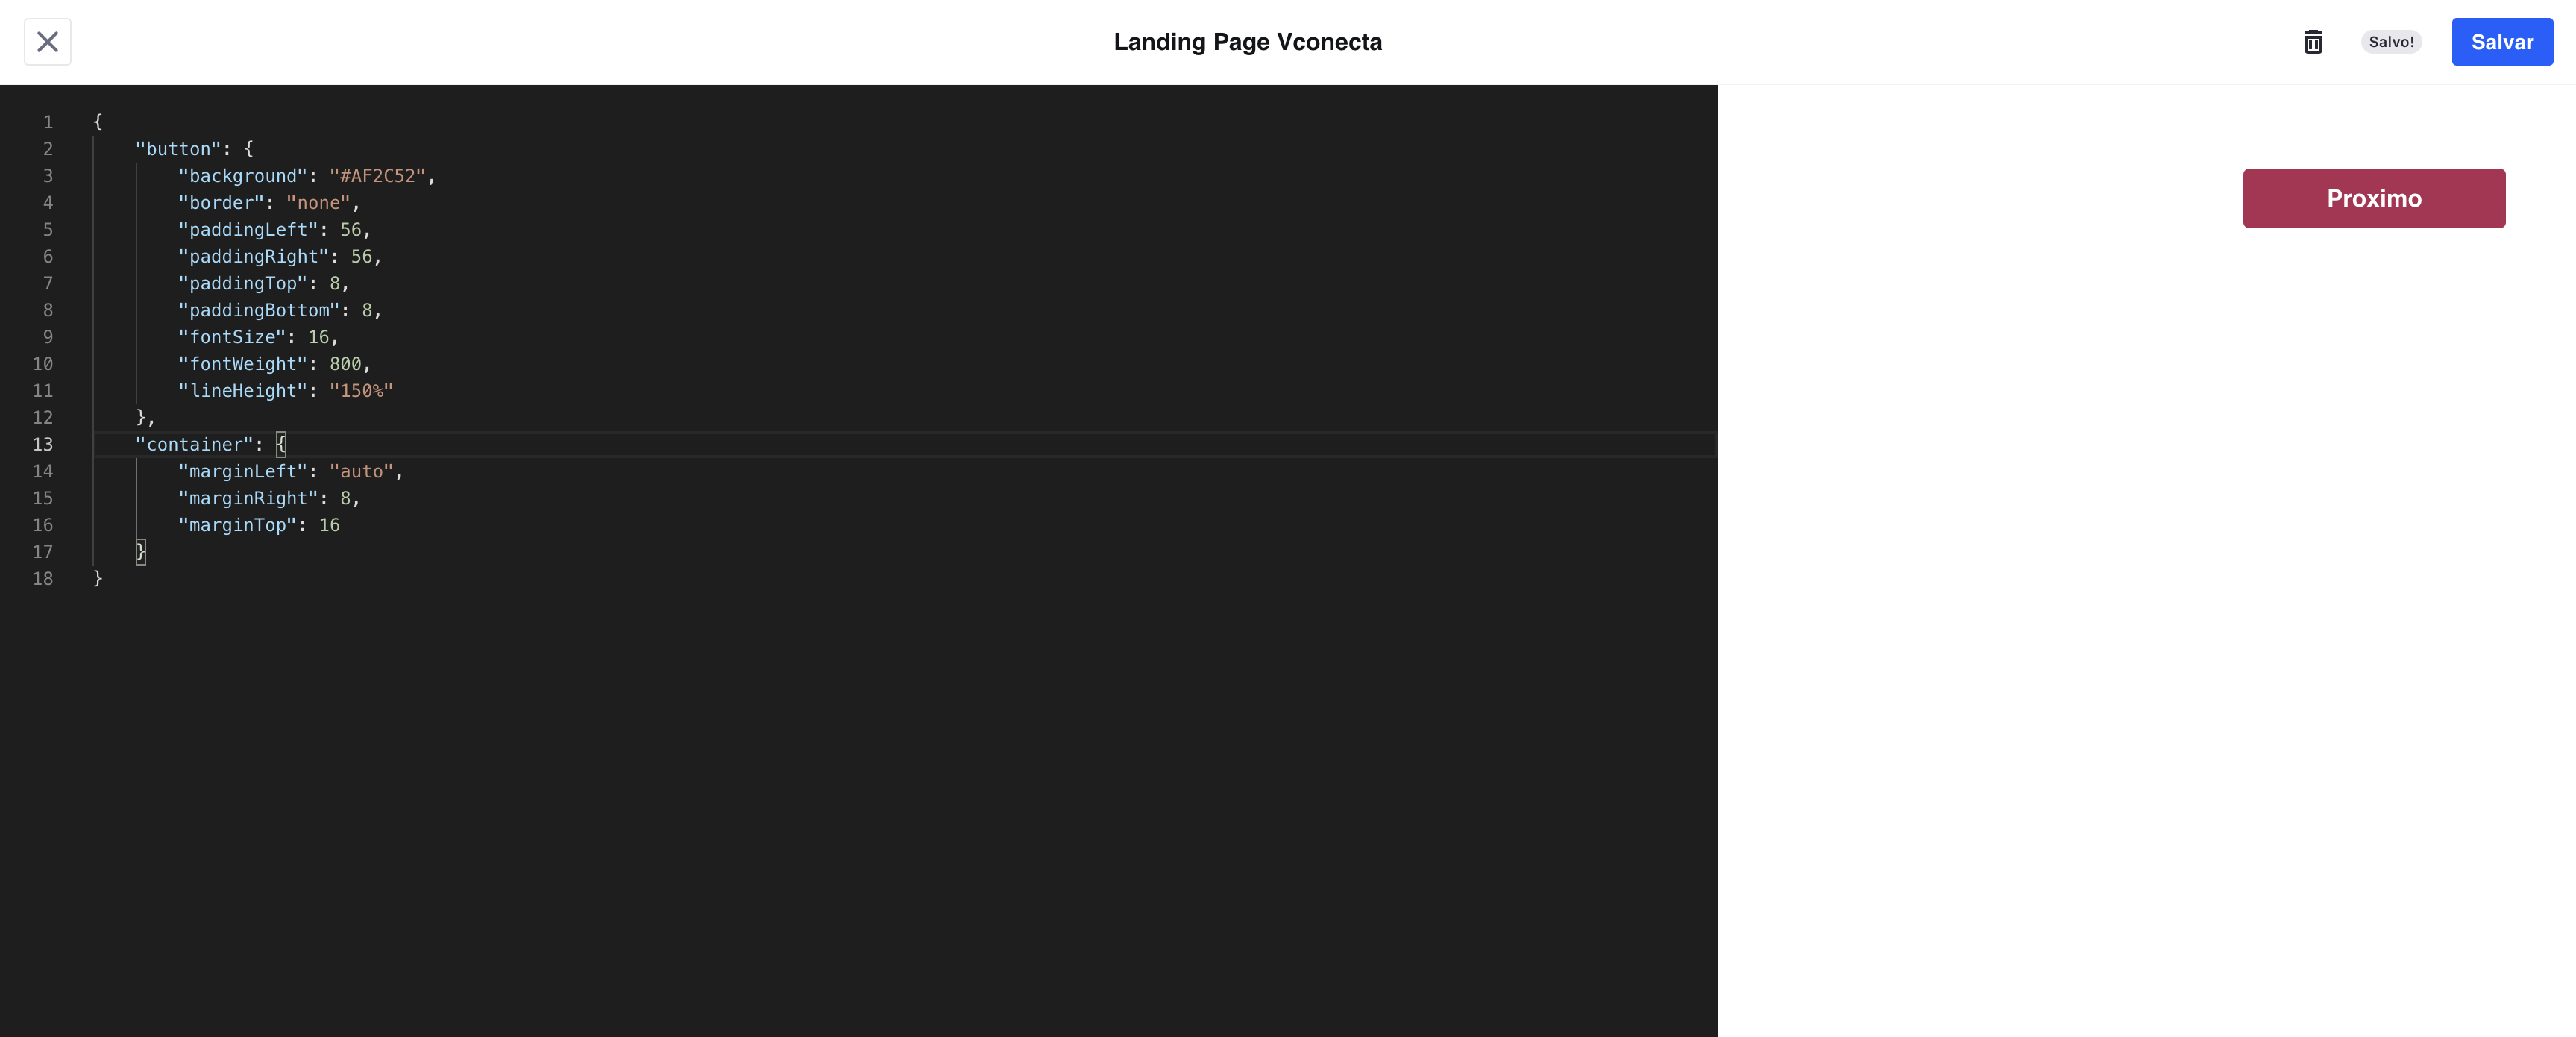 Landing Page Vconecta
Salvo!
Salvar
1 {
2 "button": {
3 "background": "#AF2C52",
4 "border": "none",
5 "paddingLeft": 56,
6 "paddingRight": 56,
7 "paddingTop": 8,
8 "paddingBottom": 8,
9 "fontSize": 16,
10 "fontWeight": 800,
11 "lineHeight": "150%"
12 },
13 "container": {
14 "marginLeft": "auto",
15 "marginRight": 8,
16 "marginTop": 16
17 }
18 }
Proximo